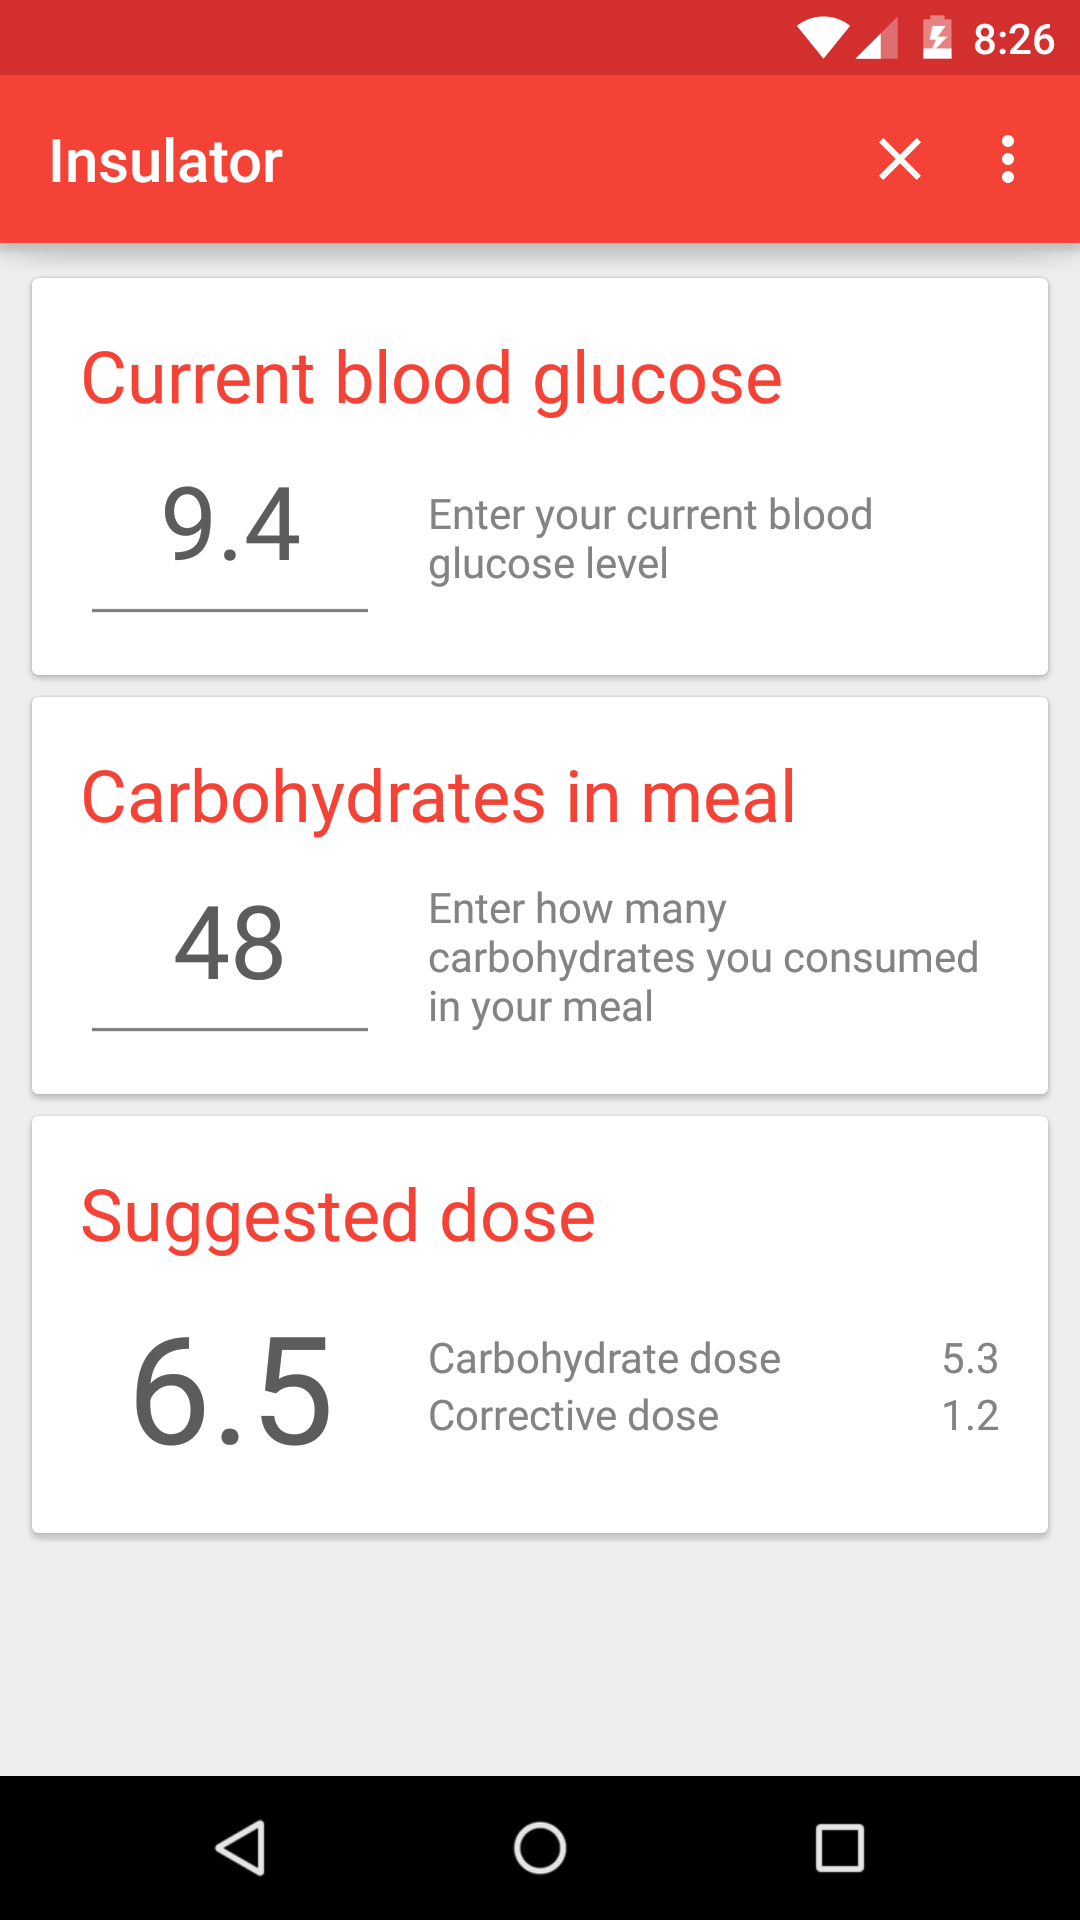 8:26
Insulator
Current blood glucose
9.4
Enter your current blood
glucose level
Carbohydrates in meal
48
Enter how many
carbohydrates you consumed
in your meal
Suggested dose
6.5
Carbohydrate dose 5.3
Corrective dose 1.2